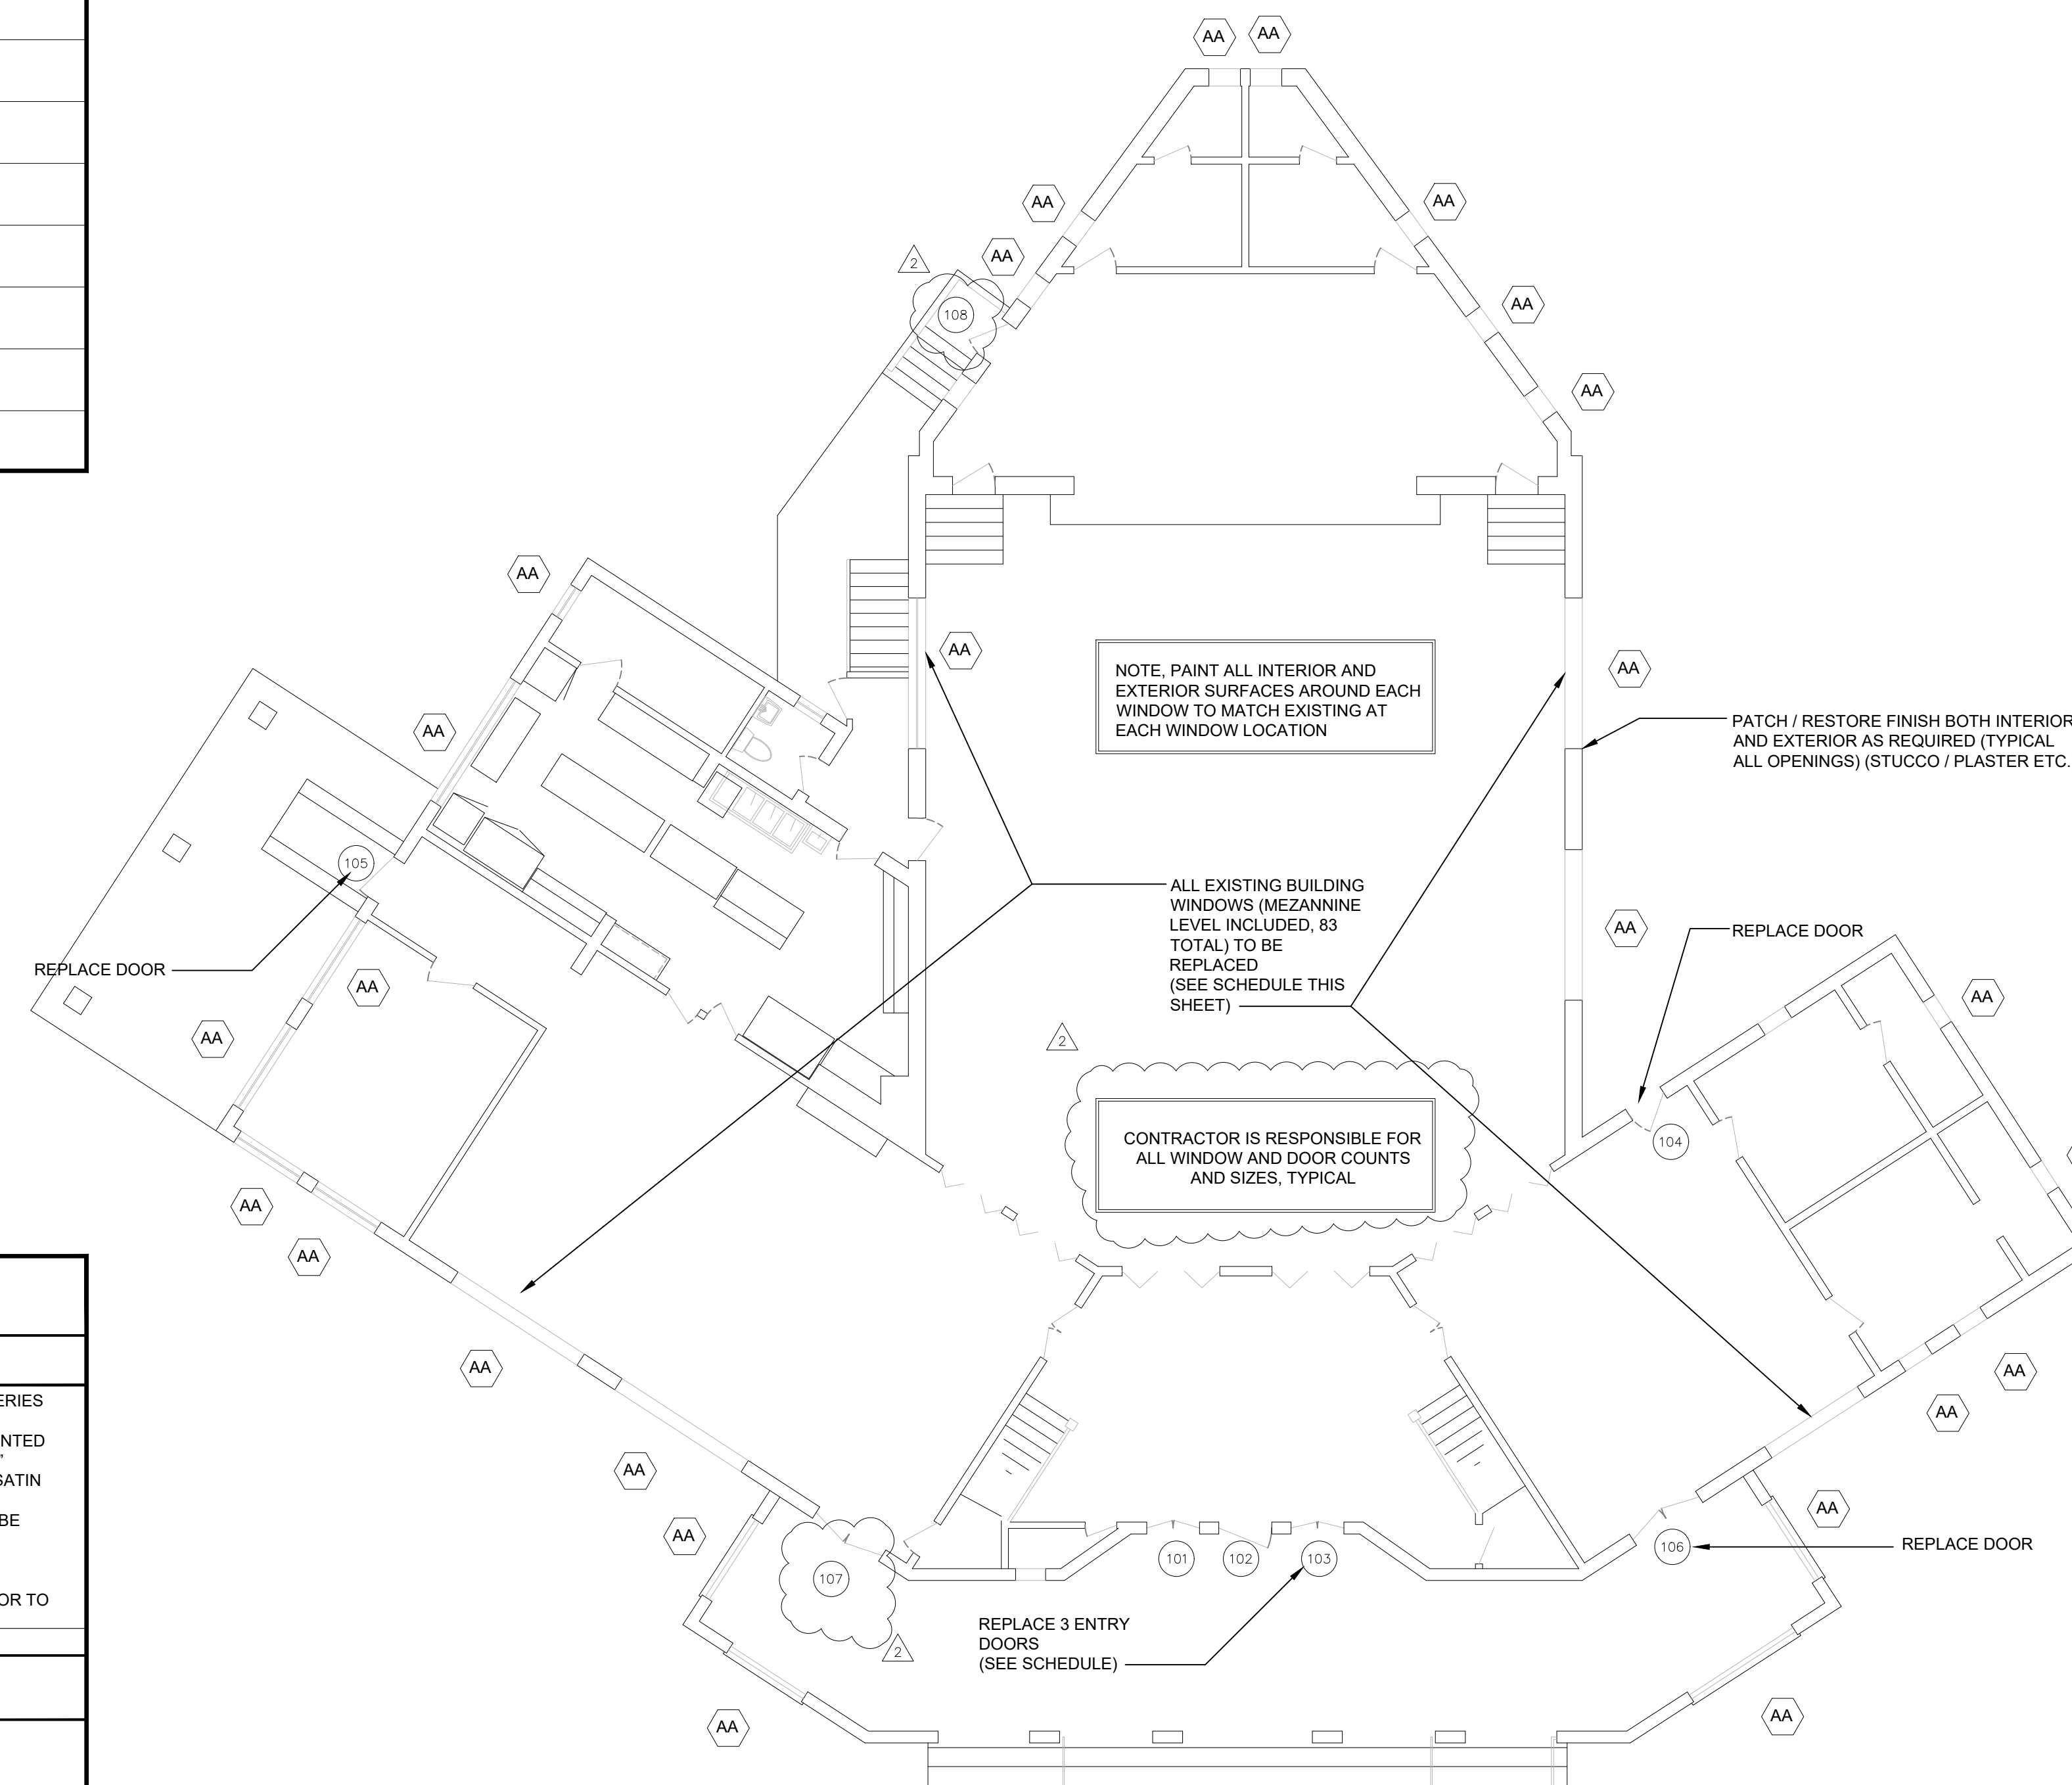 AA
AA
AA
AA
AA
2
108
AA
AA
AA
AA
AA
AA
NOTE, PAINT ALL INTERIOR AND
EXTERIOR SURFACES AROUND EACH
WINDOW TO MATCH EXISTING AT
EACH WINDOW LOCATION
PATCH / RESTORE FINISH BOTH INTERIOR
AND EXTERIOR AS REQUIRED (TYPICAL
ALL OPENINGS) (STUCCO / PLASTER ETC.
AA
105
REPLACE DOOR
AA
AA
ALL EXISTING BUILDING
WINDOWS (MEZANNINE
LEVEL INCLUDED, 83
TOTAL) TO BE
REPLACED
(SEE SCHEDULE THIS
SHEET)
AA
REPLACE DOOR
AA
2
CONTRACTOR IS RESPONSIBLE FOR
ALL WINDOW AND DOOR COUNTS
AND SIZES, TYPICAL
104
AA
AA
AA
AA
AA
AA
AA
AA
AA
ERIES
NTED
"
SATIN
BE
OR TO
107
2
101
102
103
106
REPLACE DOOR
REPLACE 3 ENTRY
DOORS
(SEE SCHEDULE)
AA
AA